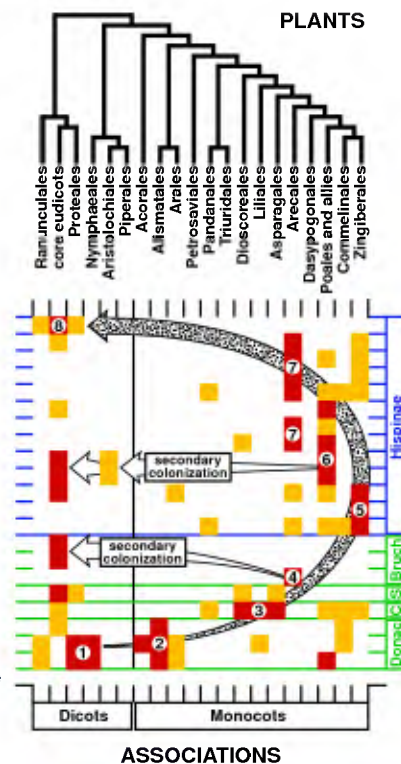 PLANTS
Ranunculales
core eudicots
Proteales
Nymphaeales
Aristolochiales
Piperales
Acorales
Alismatales
Arales
Petrosaviales
Pandanales
Triuridales
Dioscoreales
Liliales
Asparagales
Arecales
Dasypogonales
Poales and allies
Commelinales
Zingiberales
8
7
7
secondary
colonization
6
5
secondary
colonization
4
3
2
1
Hispinae
Bruch
Donac
Dicots
Monocots
ASSOCIATIONS